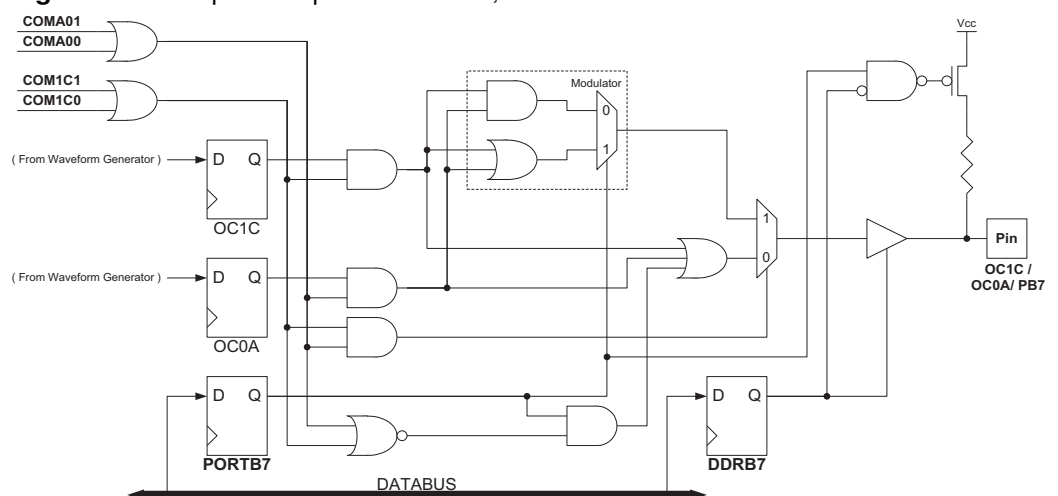 COMA01
COMA00
COM1C1
COM1C0
Vcc
Modulator
0
1
( From Waveform Generator )
D Q
OC1C
1
0
Pin
OC1C /
OC0A/ PB7
( From Waveform Generator )
D Q
OC0A
D Q
PORTB7
D Q
DDRB7
DATABUS